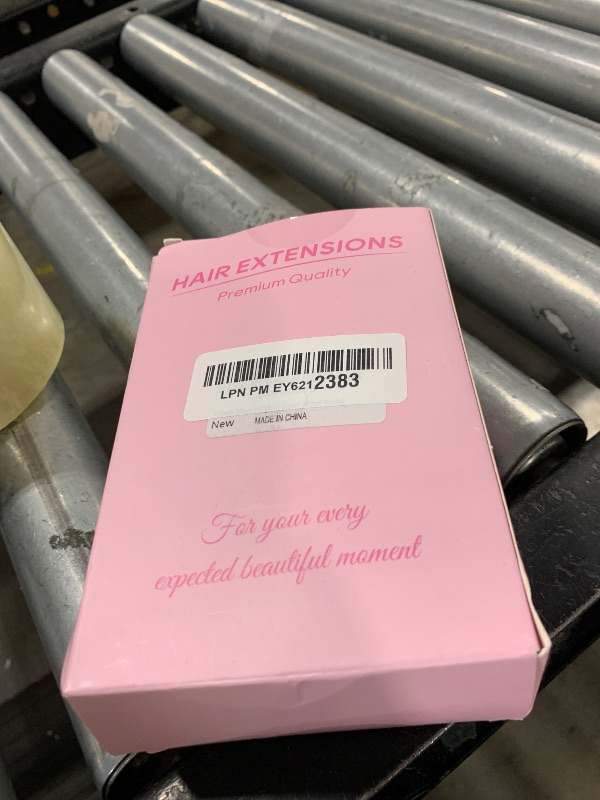 HAIR EXTENSIONS
Premium Quality
LPN PM EY6212383
New MADE IN CHINA
For your every
expected beautiful moment